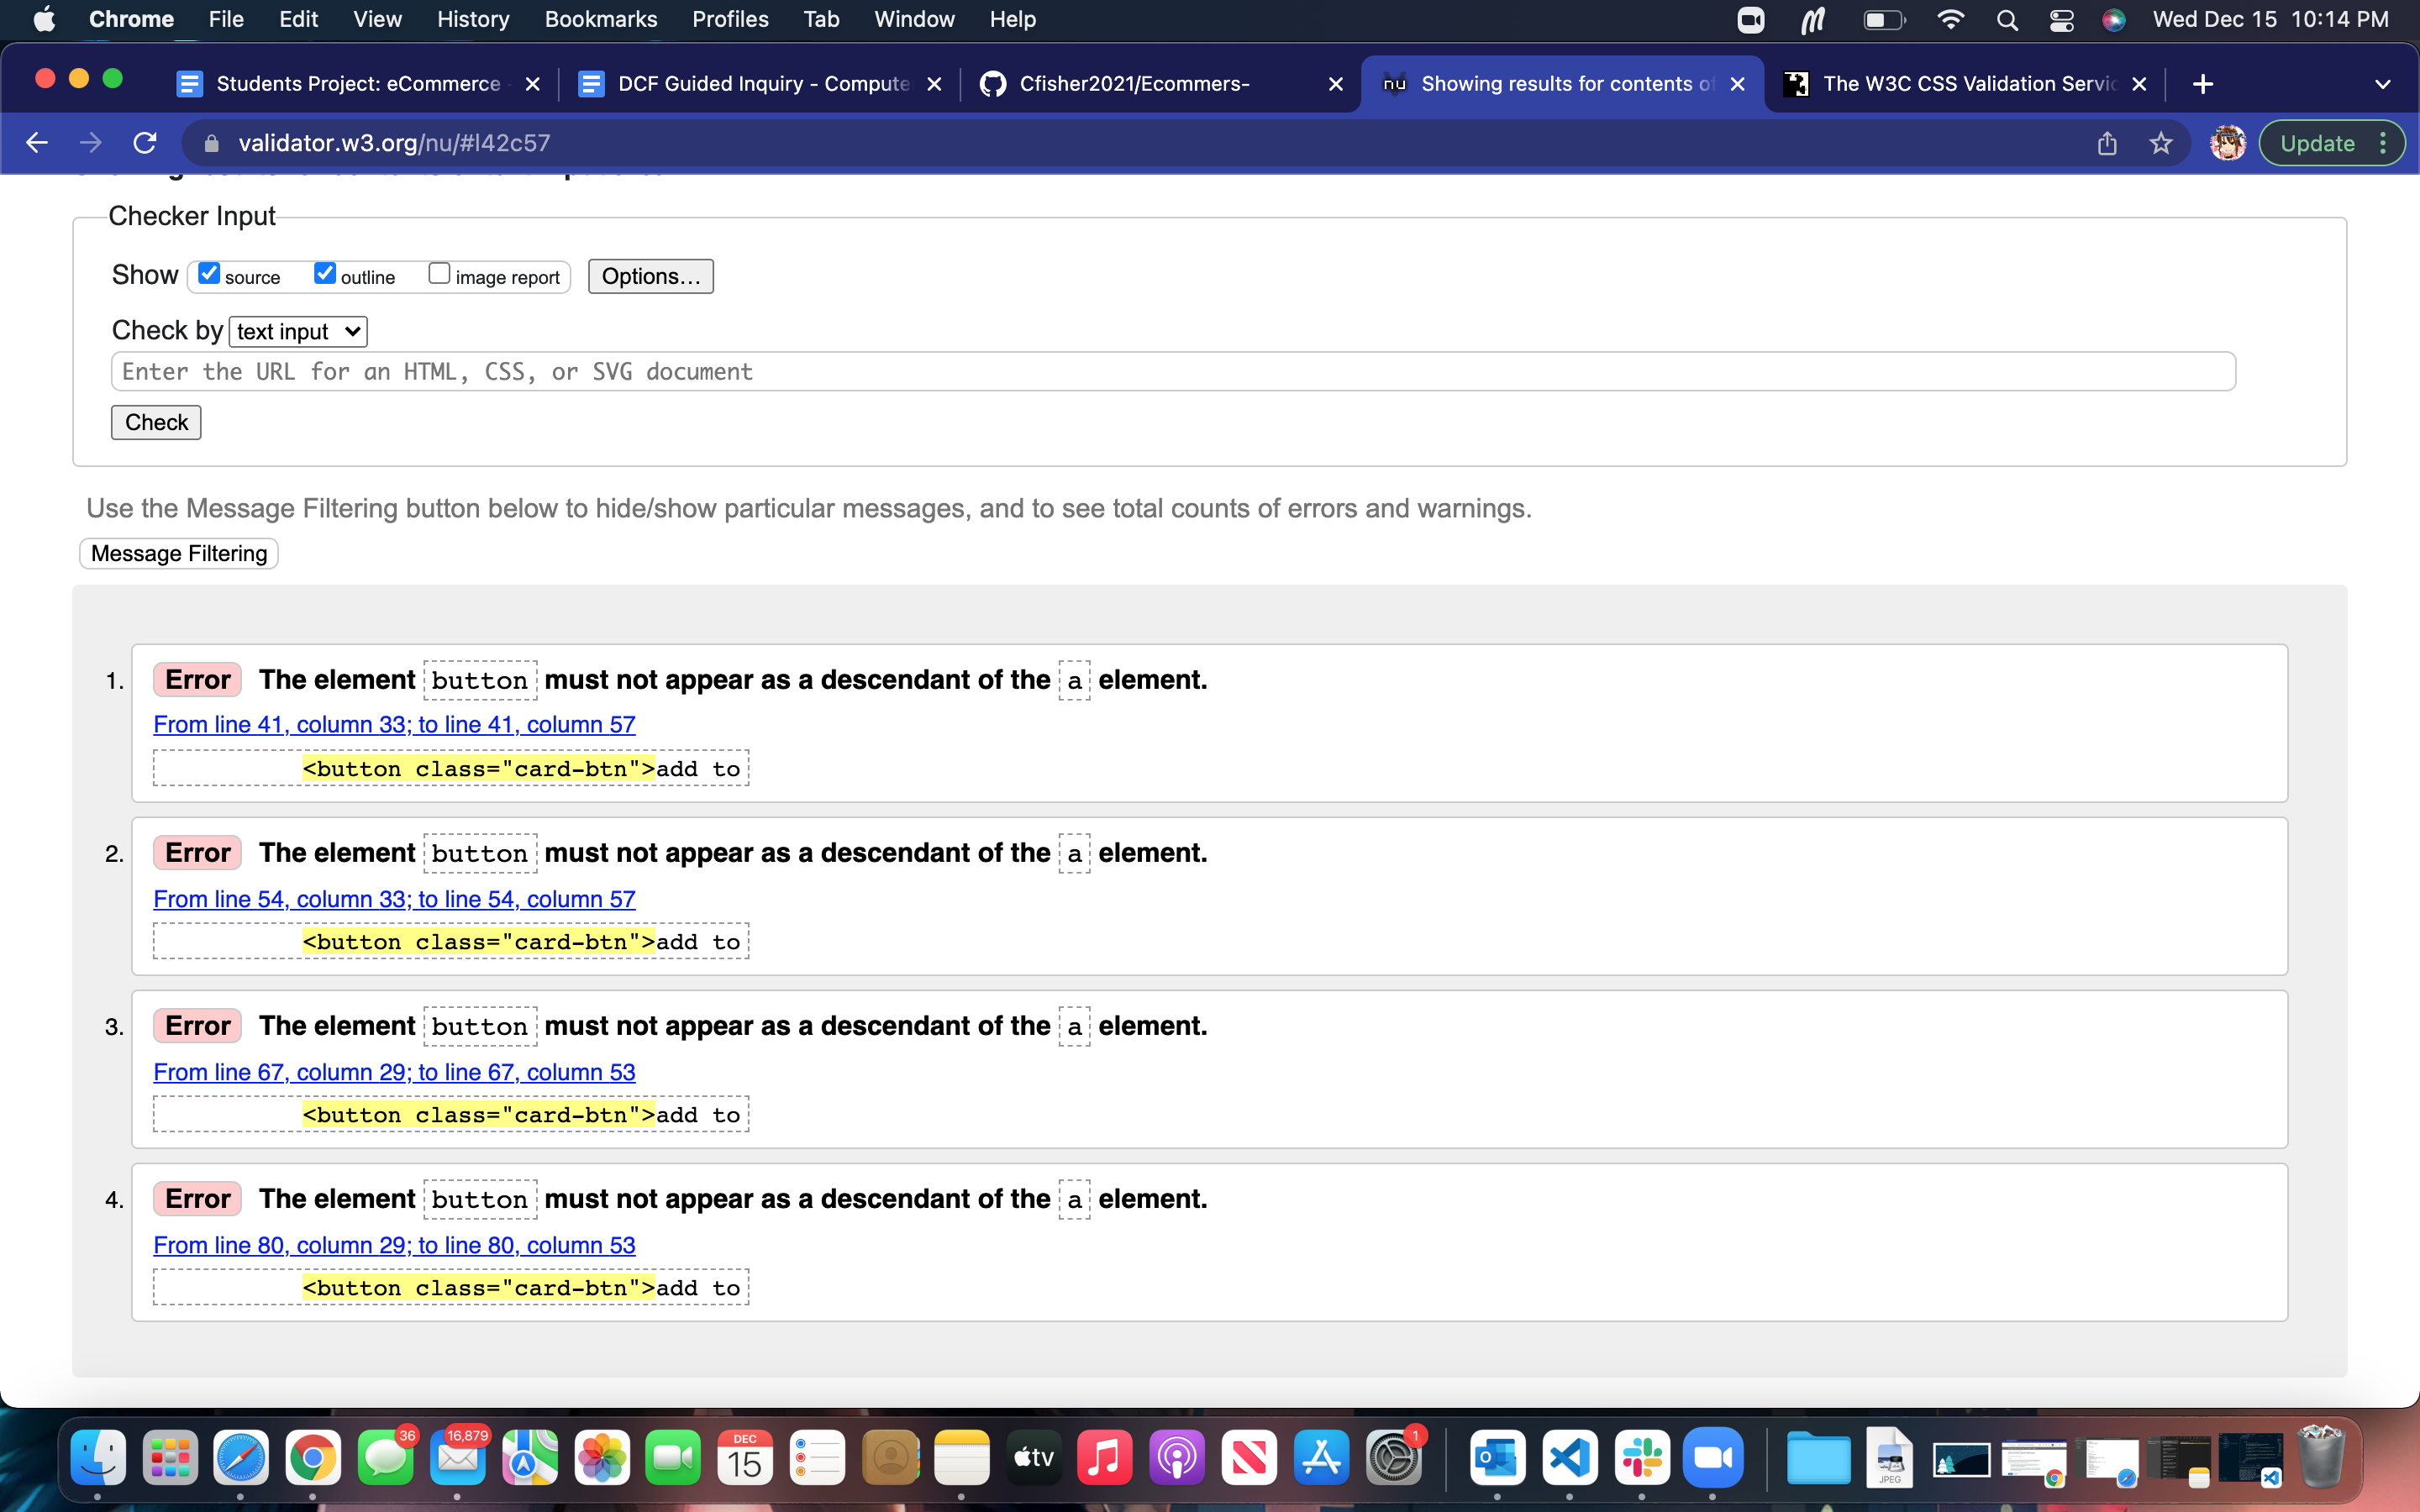 Chrome File Edit View History Bookmarks Profiles Tab Window Help Wed Dec 15 10:14 PM
Students Project: eCommerce DCF Guided Inquiry - Compute Cfisher2021/Ecommers- nu Showing results for contents of The W3C CSS Validation Servic
validator.w3.org/nu/#l42c57 Update
Checker Input
Show source outline image report Options...
Check by text input
Enter the URL for an HTML, CSS, or SVG document
Check
Use the Message Filtering button below to hide/show particular messages, and to see total counts of errors and warnings.
Message Filtering
1. Error The element button must not appear as a descendant of the a element.
From line 41, column 33; to line 41, column 57
<button class="card-btn">add to
2. Error The element button must not appear as a descendant of the a element.
From line 54, column 33; to line 54, column 57
<button class="card-btn">add to
3. Error The element button must not appear as a descendant of the a element.
From line 67, column 29; to line 67, column 53
<button class="card-btn">add to
4. Error The element button must not appear as a descendant of the a element.
From line 80, column 29; to line 80, column 53
<button class="card-btn">add to
36 16,879 DEC 15 tv 1 JPEG